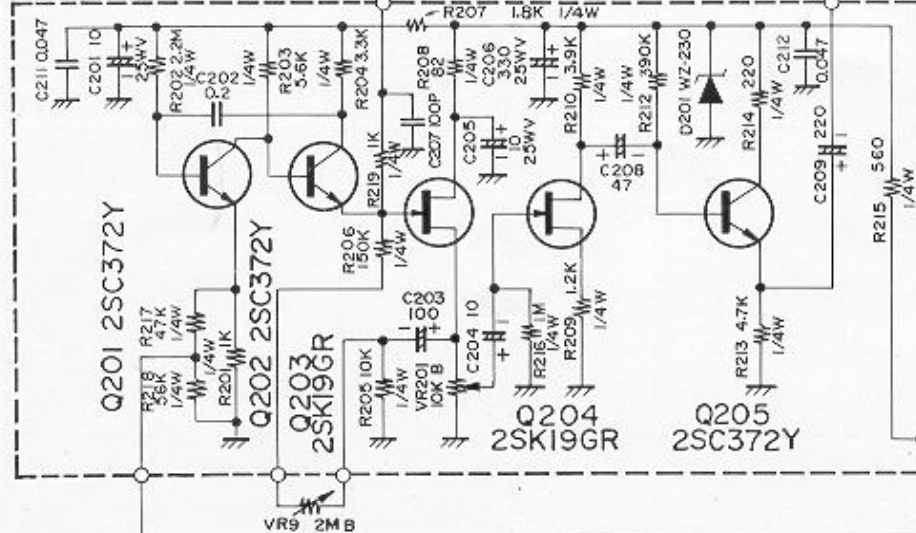 R207 1.8K 1/4W
C211 0.047
C201 10
25WV
R202 2.2M
1/4W
C202
0.2
1/4W
R203
5.6K
1/4W
R204 3.3K
R208
82
1/4W
C206
330
25WV
3.9K
R210
1/4W
390K
1/4W
R212
D201 WZ-230
220
R214
1/4W
C212
0.047
C207 100P
C205
10
25WV
1K
R219
1/4W
C208
47
C209 220
560
R215
1/4W
R206
150K
1/4W
Q201 2SC372Y
R217
47K
1/4W
R218
56K
1/4W
1/4W
R201 1K
Q202 2SC372Y
Q203
2SK19GR
C203
100
R205 10K
1/4W
VR201
10K B
C204 10
R216 1M
1/4W
R209 1.2K
1/4W
R213 4.7K
1/4W
Q204
2SK19GR
Q205
2SC372Y
VR9 2M B